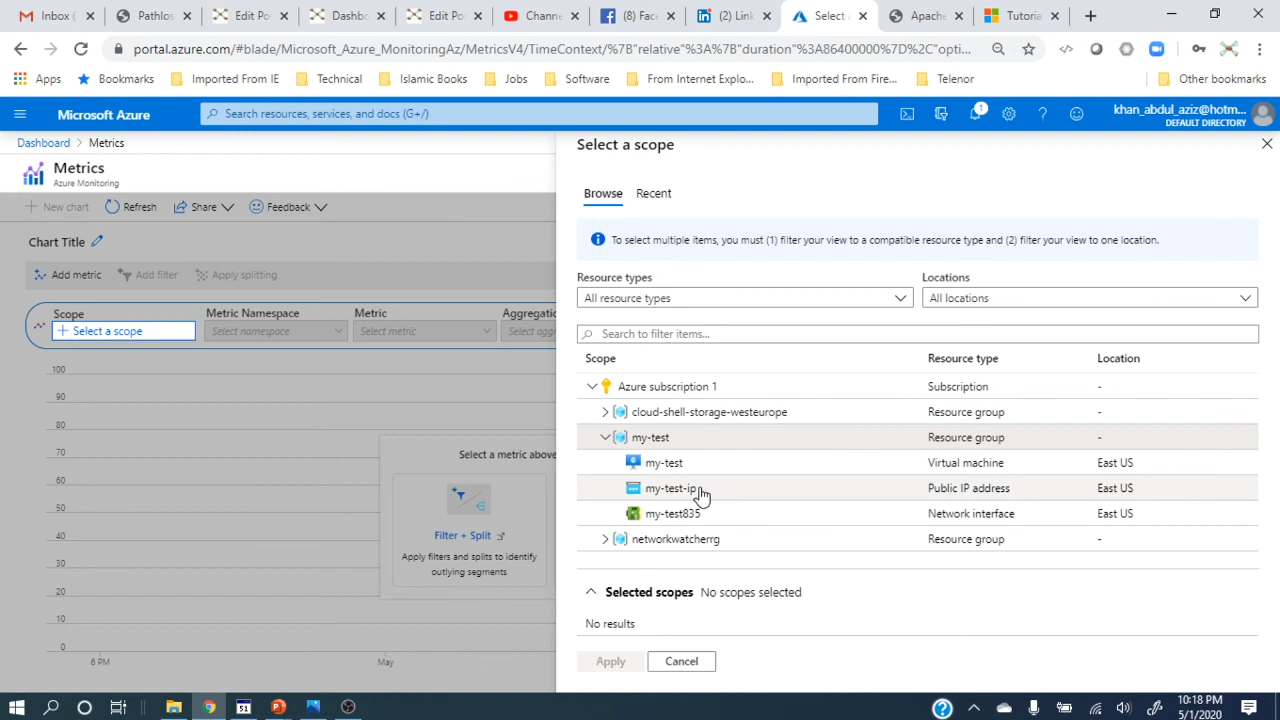 Inbox (
Pathlos
Edit Po
Dashbo
Edit Po
Channe
(8) Face
(2) Link
Select a
Apache
Tutoria
portal.azure.com/#blade/Microsoft_Azure_MonitoringAz/MetricsV4/TimeContext/%7B"relative"%3A%7B"duration"%3A86400000%7D%2C"opti...
Apps
Bookmarks
Imported From IE
Technical
Islamic Books
Jobs
Software
From Internet Explo...
Imported From Fire...
Telenor
Other bookmarks
Microsoft Azure
Search resources, services, and docs (G+/)
1
khan_abdul_aziz@hotm...
DEFAULT DIRECTORY
Dashboard > Metrics
Metrics
Azure Monitoring
New chart
Refresh
Share
Feedback
Chart Title
Add metric
Add filter
Apply splitting
Scope
Select a scope
Metric Namespace
Select namespace
Metric
Select metric
Aggregatio
Select agg
100
90
80
70
60
50
40
30
20
10
0
6 PM
May
Select a metric above
Filter + Split
Apply filters and splits to identify
outlying segments
Select a scope
Browse
Recent
To select multiple items, you must (1) filter your view to a compatible resource type and (2) filter your view to one location.
Resource types
All resource types
Locations
All locations
Search to filter items...
Scope Resource type Location
Azure subscription 1 Subscription -
cloud-shell-storage-westeurope Resource group -
my-test Resource group -
my-test Virtual machine East US
my-test-ip Public IP address East US
my-test835 Network interface East US
networkwatcherrg Resource group -
Selected scopes No scopes selected
No results
Apply
Cancel
31
10:18 PM
5/1/2020